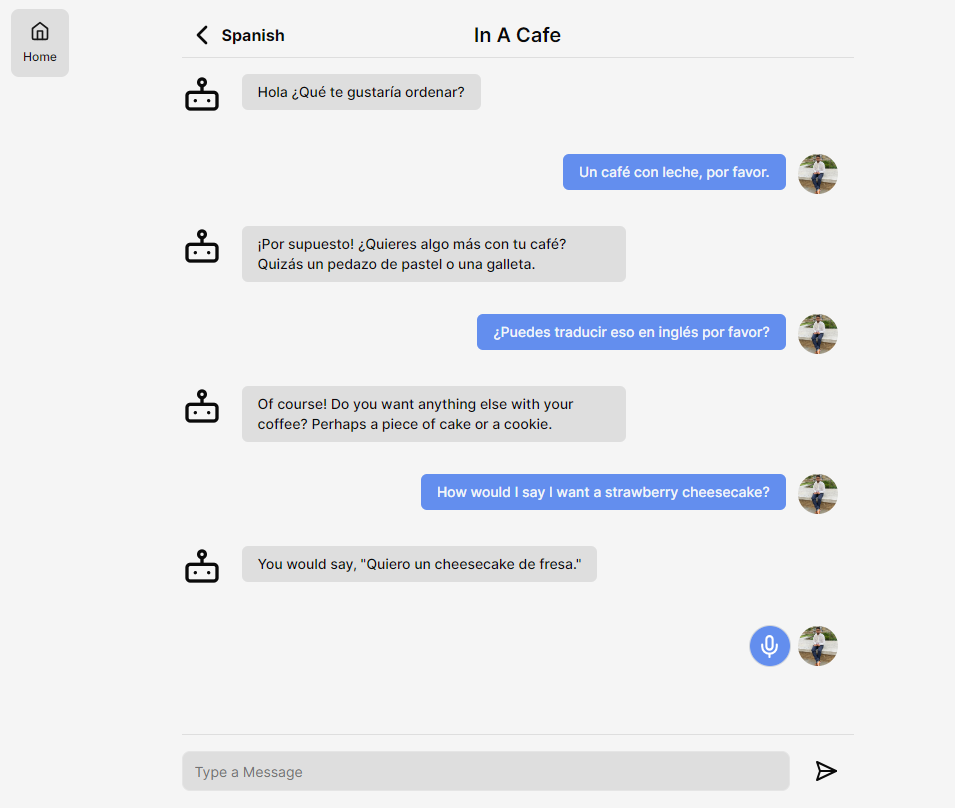 Home
Spanish
In A Cafe
Hola ¿Qué te gustaría ordenar?
Un café con leche, por favor.
¡Por supuesto! ¿Quieres algo más con tu café?
Quizás un pedazo de pastel o una galleta.
¿Puedes traducir eso en inglés por favor?
Of course! Do you want anything else with your
coffee? Perhaps a piece of cake or a cookie.
How would I say I want a strawberry cheesecake?
You would say, "Quiero un cheesecake de fresa."
Type a Message